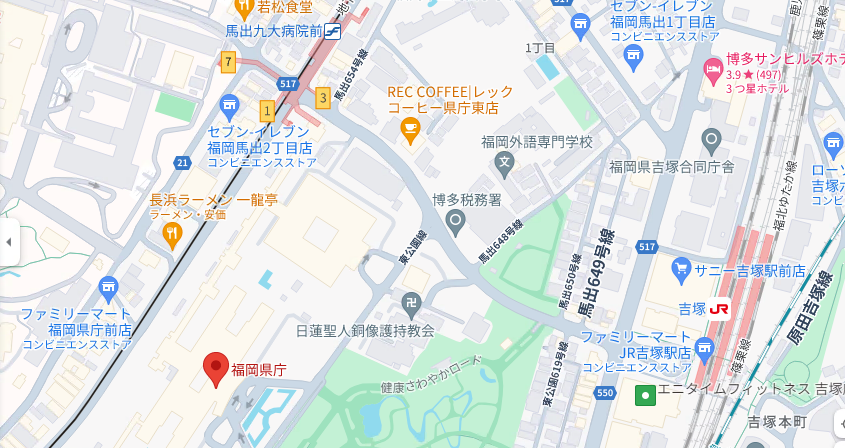 若松食堂
馬出九大病院前
7
517
馬出654号線
1
3
セブン-イレブン
福岡馬出2丁目店
コンビニエンスストア
21
REC COFFEE|レック
コーヒー県庁東店
1丁目
セブン-イレブン
福岡馬出1丁目店
コンビニエンスストア
博多サンヒルズホテ
3.9★(497)
3 つ星ホテル
篠栗線
福岡外語専門学校
文
福岡県吉塚合同庁舎
ローソ
吉塚
コンビ
長浜ラーメン 一龍亭
ラーメン・安価
博多税務署
東公園線
馬出648号線
馬出650号線
馬出649号線
517
福北ゆたか線
サニー吉塚駅前店
吉塚
JR
原田吉塚線
ファミリーマート
福岡県庁前店
コンビニエンスストア
卍
日蓮聖人銅像護持教会
ファミリーマート
JR吉塚駅店
コンビニエンスストア
篠栗線
福岡県庁
健康さわやかロード
東公園619号線
550
エニタイムフィットネス 吉塚
吉塚本町